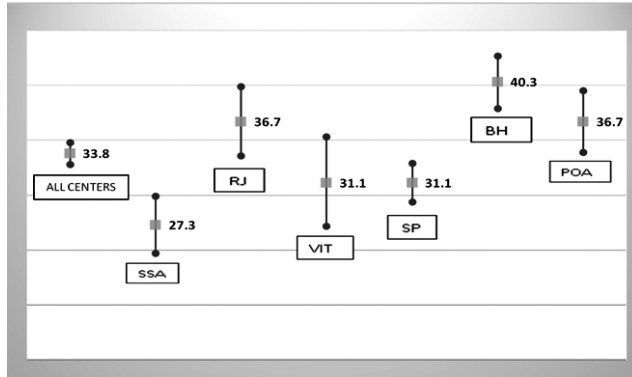 33.8
ALL CENTERS
27.3
SSA
36.7
RJ
31.1
VIT
31.1
SP
40.3
BH
36.7
POA